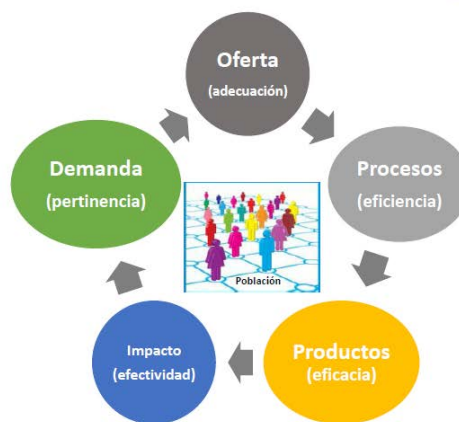 Oferta
(adecuación)
Demanda
(pertinencia)
Procesos
(eficiencia)
Población
Impacto
(efectividad)
Productos
(eficacia)